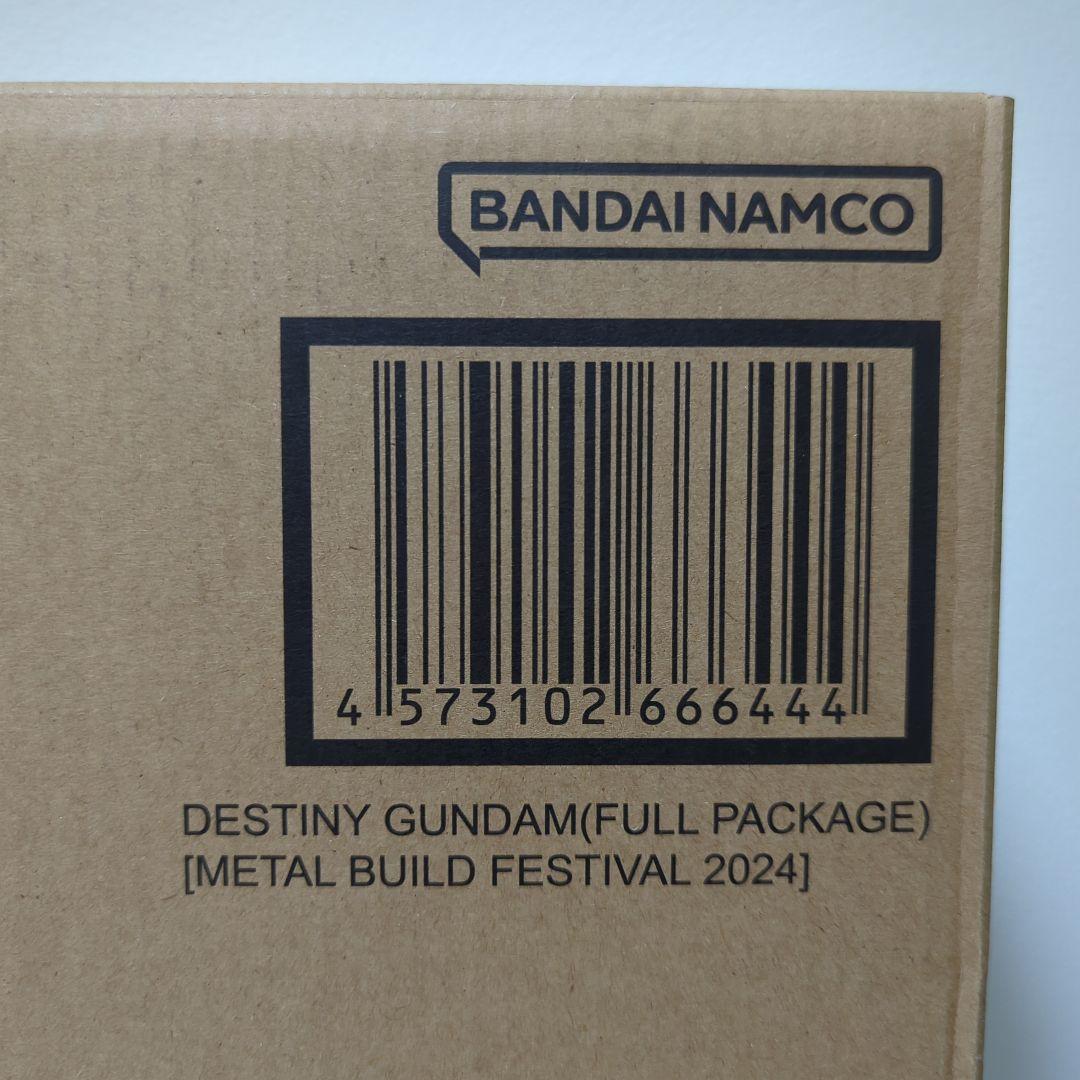 BANDAI NAMCO
4 573102 666444
DESTINY GUNDAM(FULL PACKAGE)
[METAL BUILD FESTIVAL 2024]